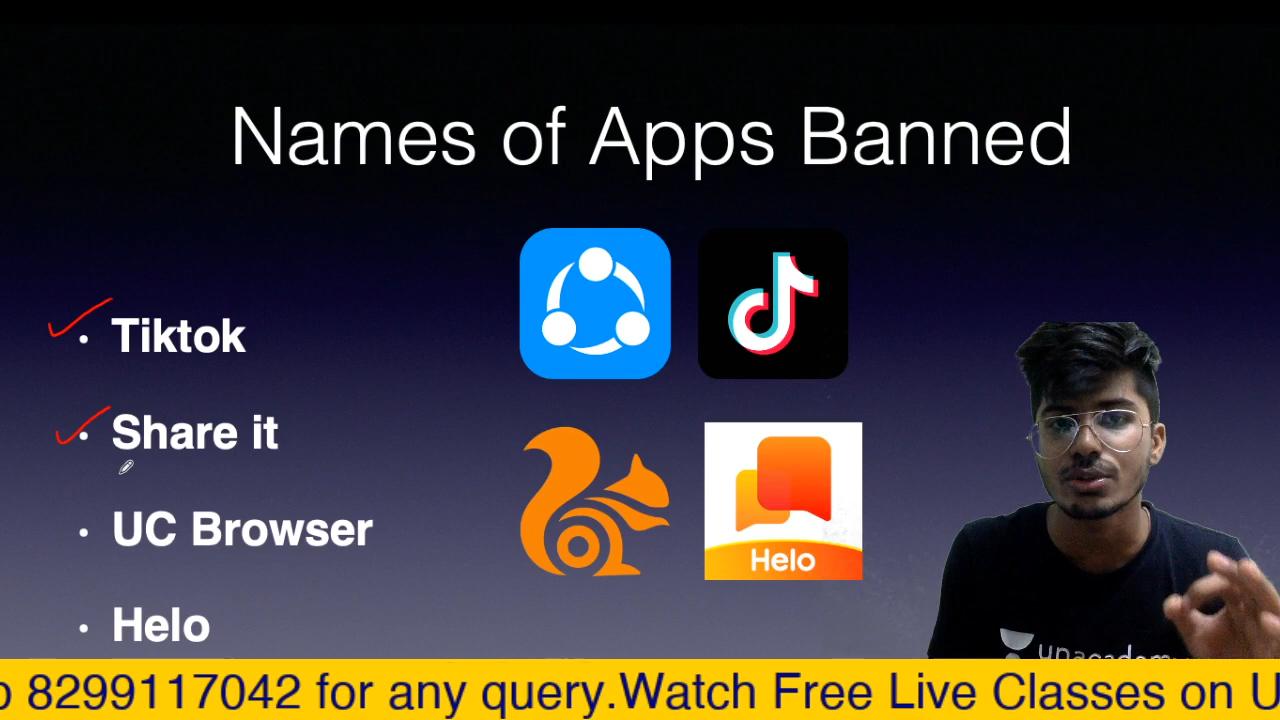 Names of Apps Banned
• Tiktok
• Share it
• UC Browser
• Helo
Helo
unacademy
8299117042 for any query.Watch Free Live Classes on U